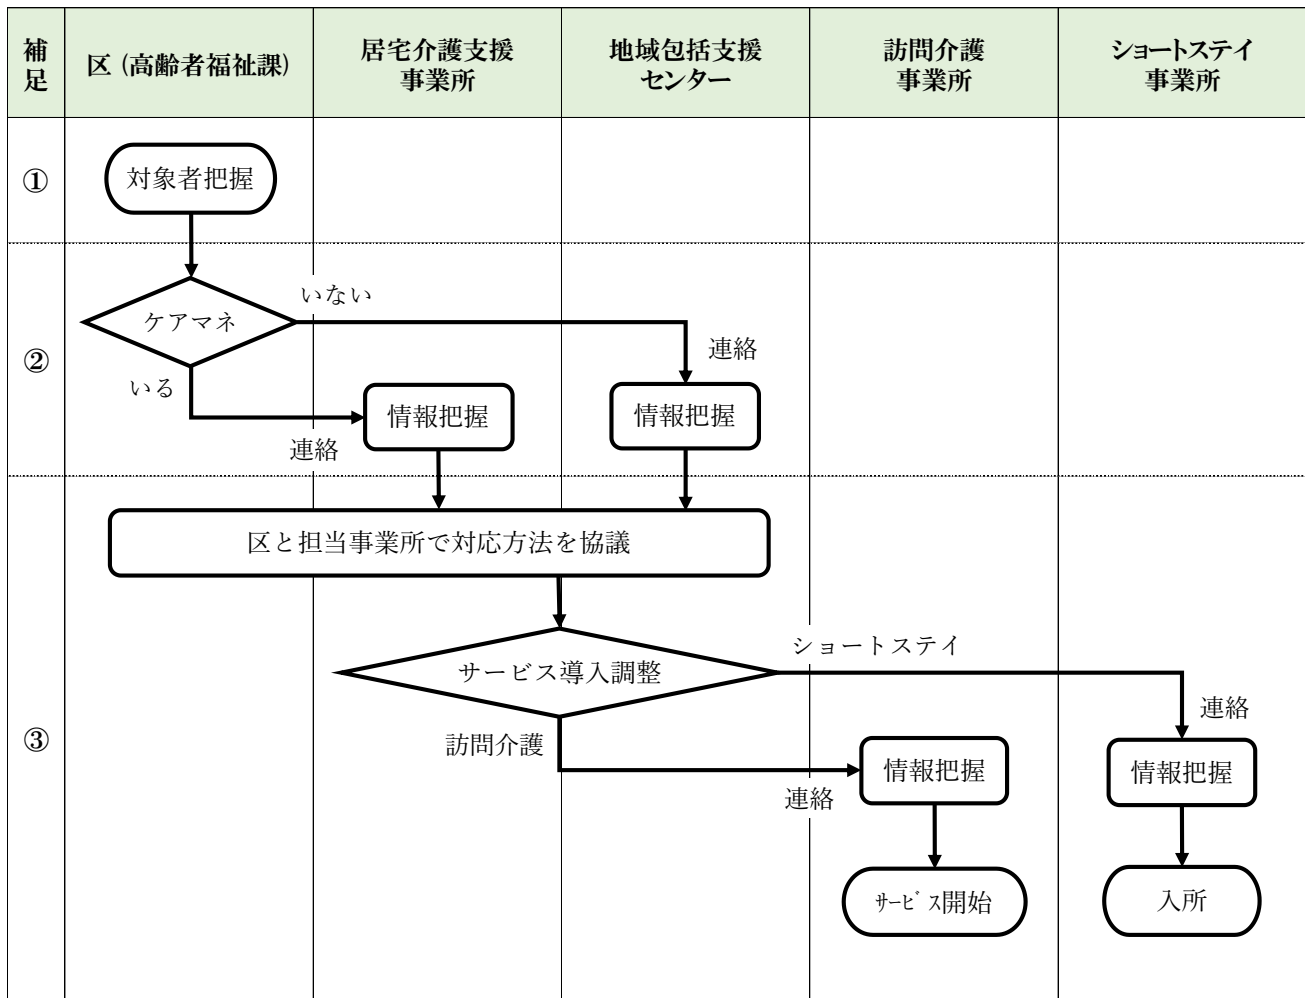 補
足
区（高齢者福祉課）
居宅介護支援
事業所
地域包括支援
センター
訪問介護
事業所
ショートステイ
事業所
①
対象者把握
②
ケアマネ
いない
連絡
いる
連絡
情報把握
情報把握
③
区と担当事業所で対応方法を協議
サービス導入調整
ショートステイ
連絡
訪問介護
連絡
情報把握
情報把握
ｻｰﾋﾞｽ開始
入所